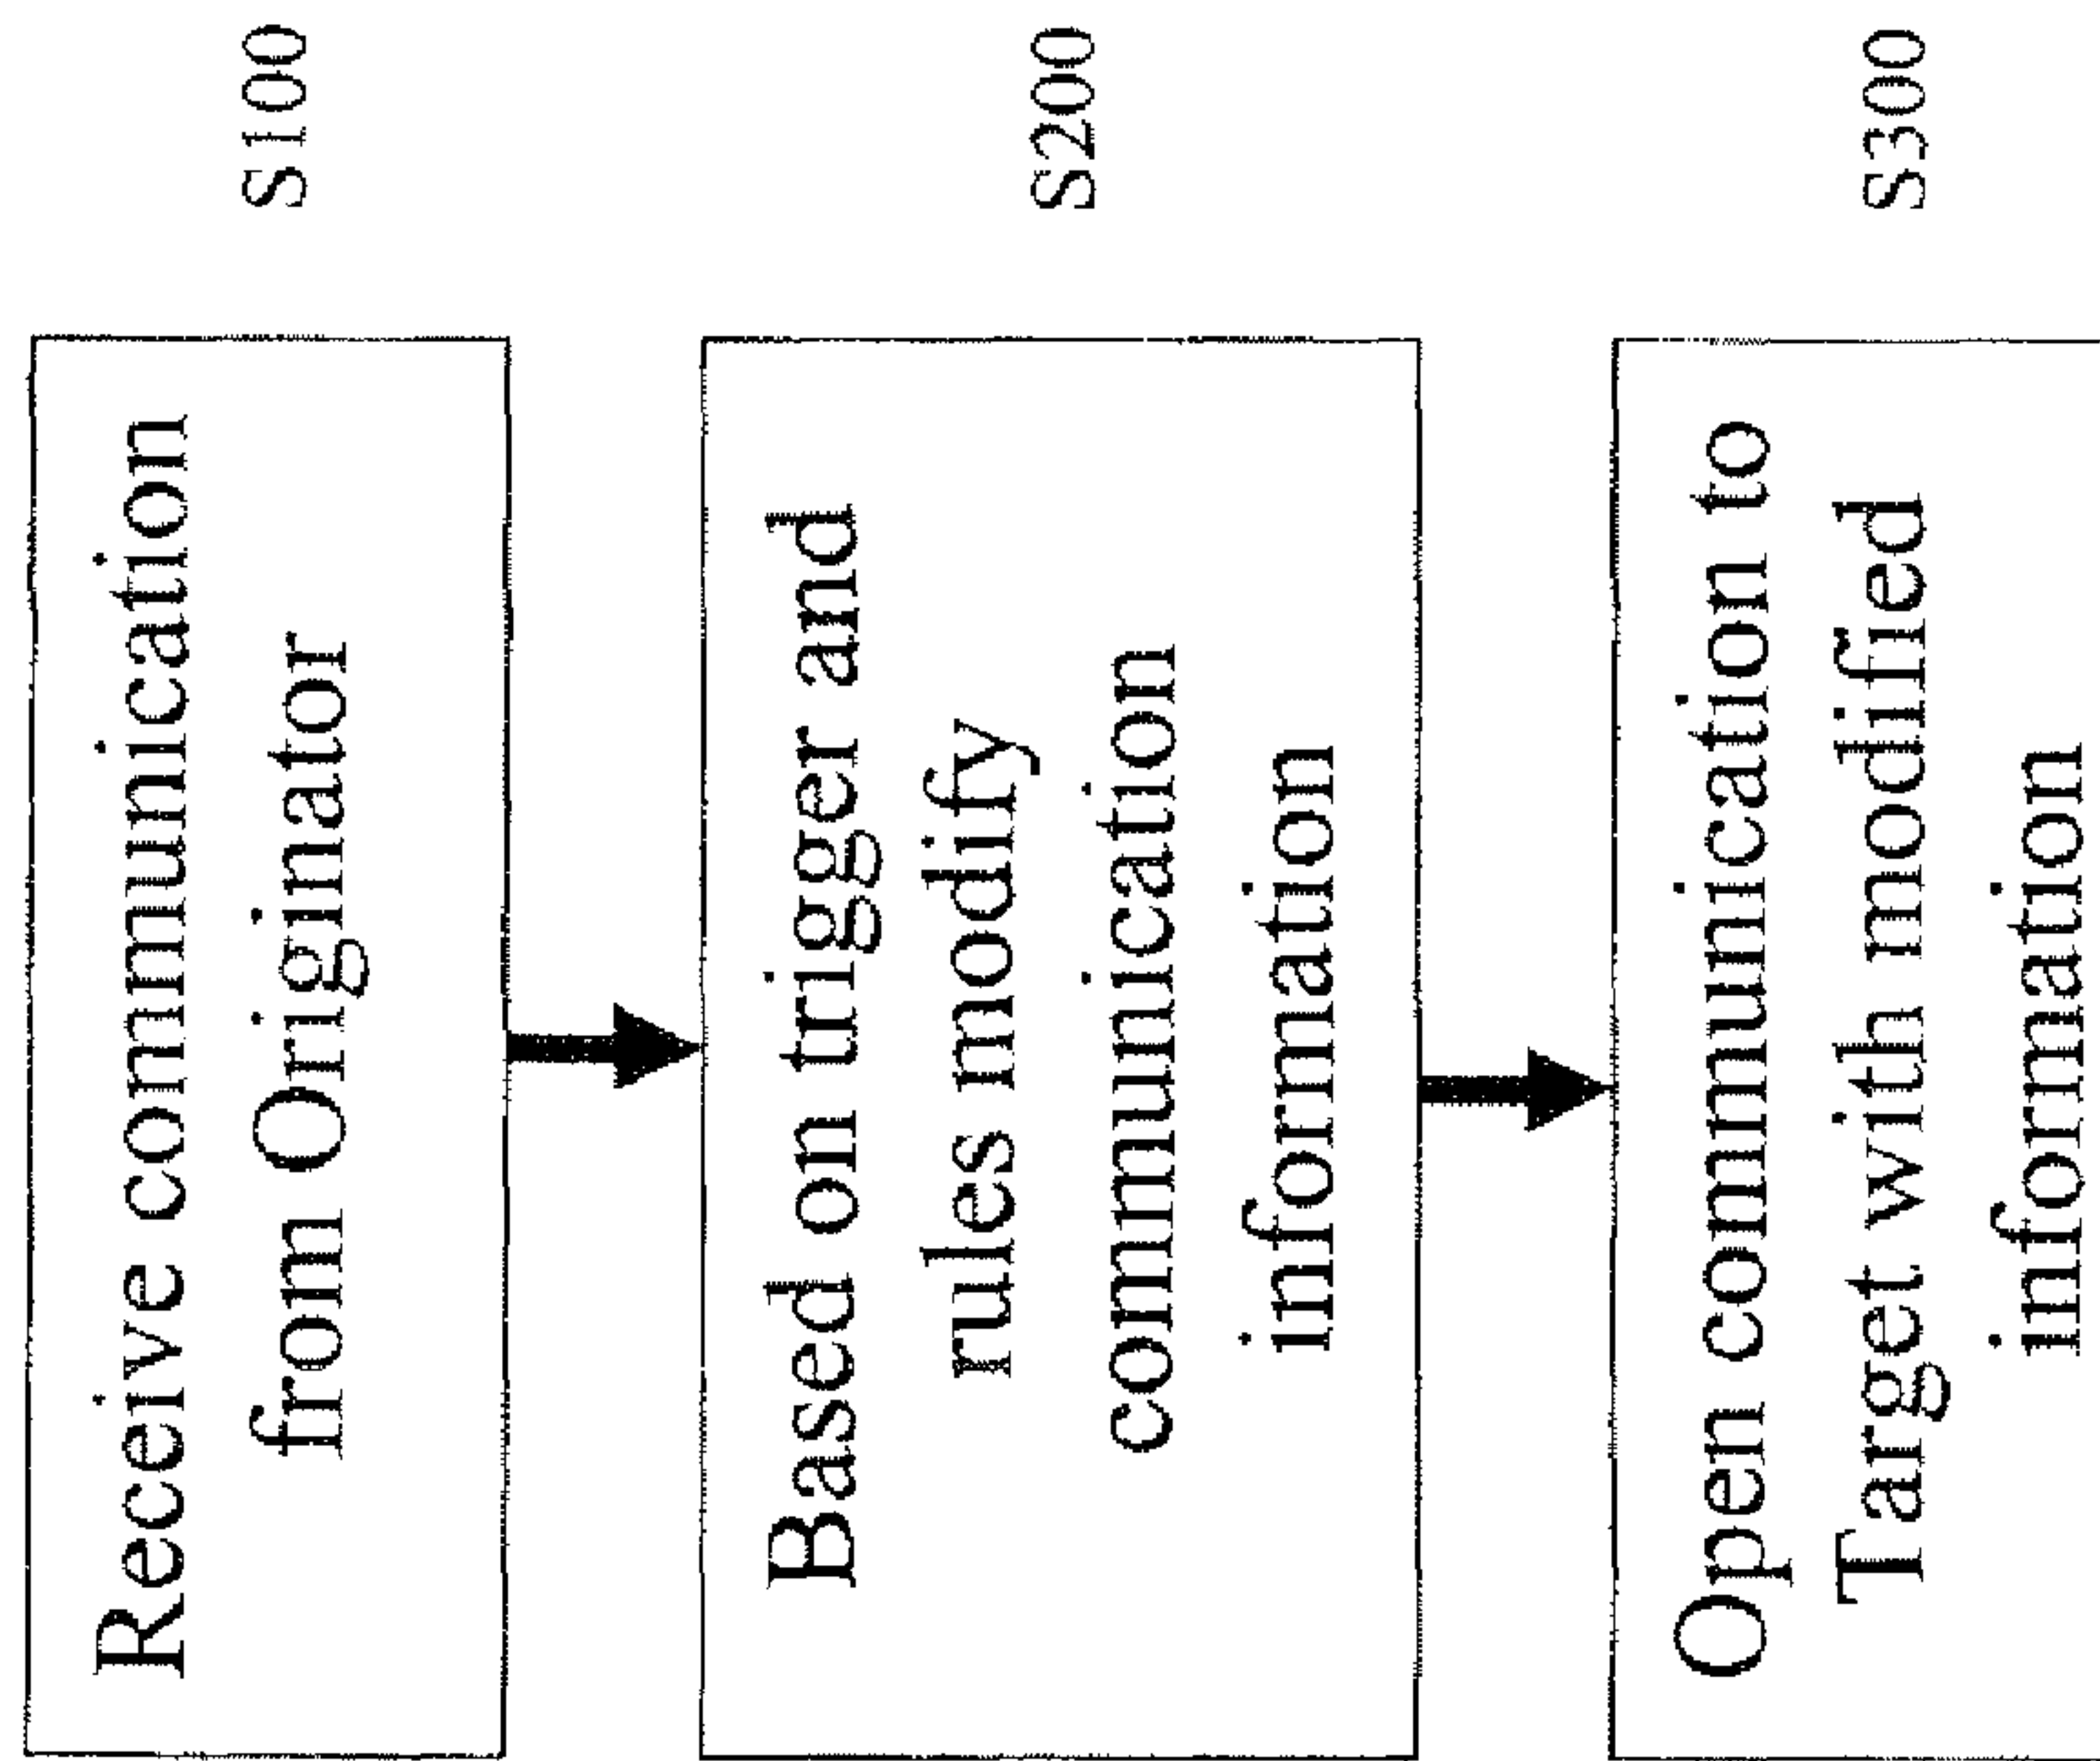 Receive communication
from Originator
S100
Based on trigger and
rules modify
communication
information
S200
Open communication to
Target with modified
information
S300